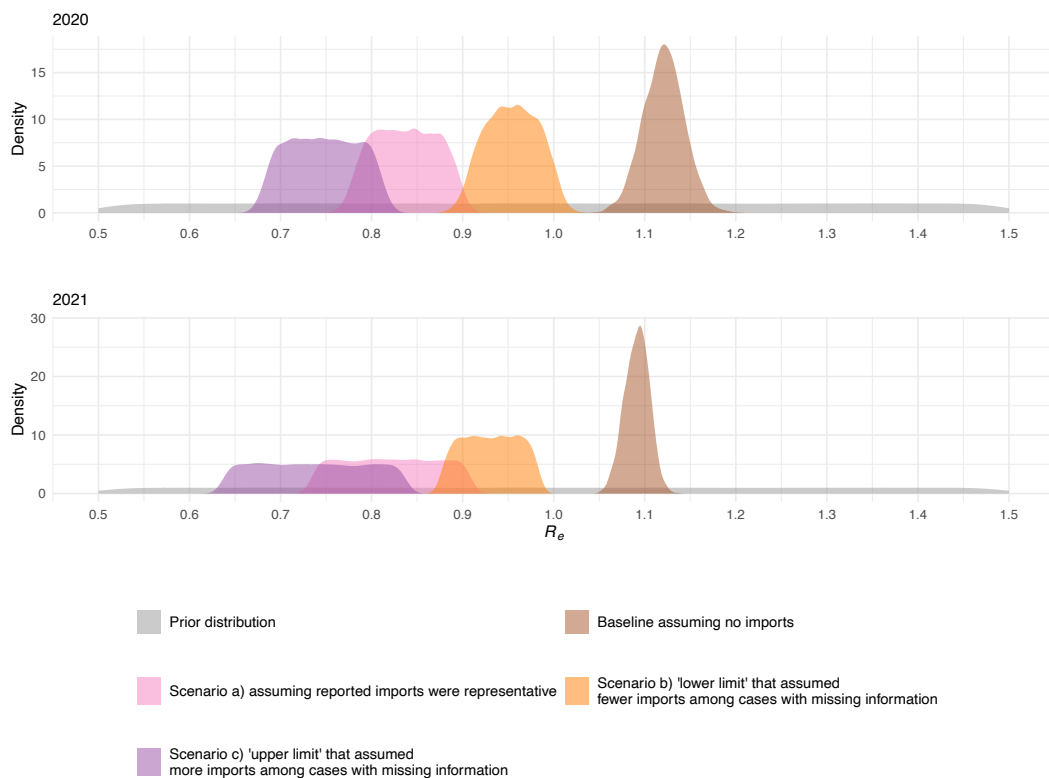 2020
15
10
5
0
Density
0.5 0.6 0.7 0.8 0.9 1.0 1.1 1.2 1.3 1.4 1.5
2021
30
20
10
0
Density
0.5 0.6 0.7 0.8 0.9 1.0 1.1 1.2 1.3 1.4 1.5
Re
Prior distribution
Baseline assuming no imports
Scenario a) assuming reported imports were representative
Scenario b) 'lower limit' that assumed
fewer imports among cases with missing information
Scenario c) 'upper limit' that assumed
more imports among cases with missing information